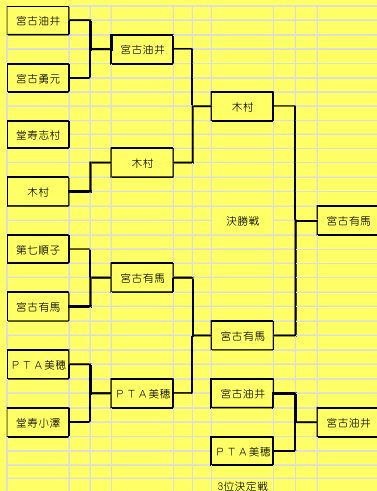 宮古油井
宮古油井
宮古勇元
木村
堂寿志村
木村
木村
決勝戦
宮古有馬
第七順子
宮古有馬
宮古有馬
宮古有馬
ＰＴＡ美穂
ＰＴＡ美穂
宮古油井
堂寿小澤
宮古油井
ＰＴＡ美穂
3位決定戦